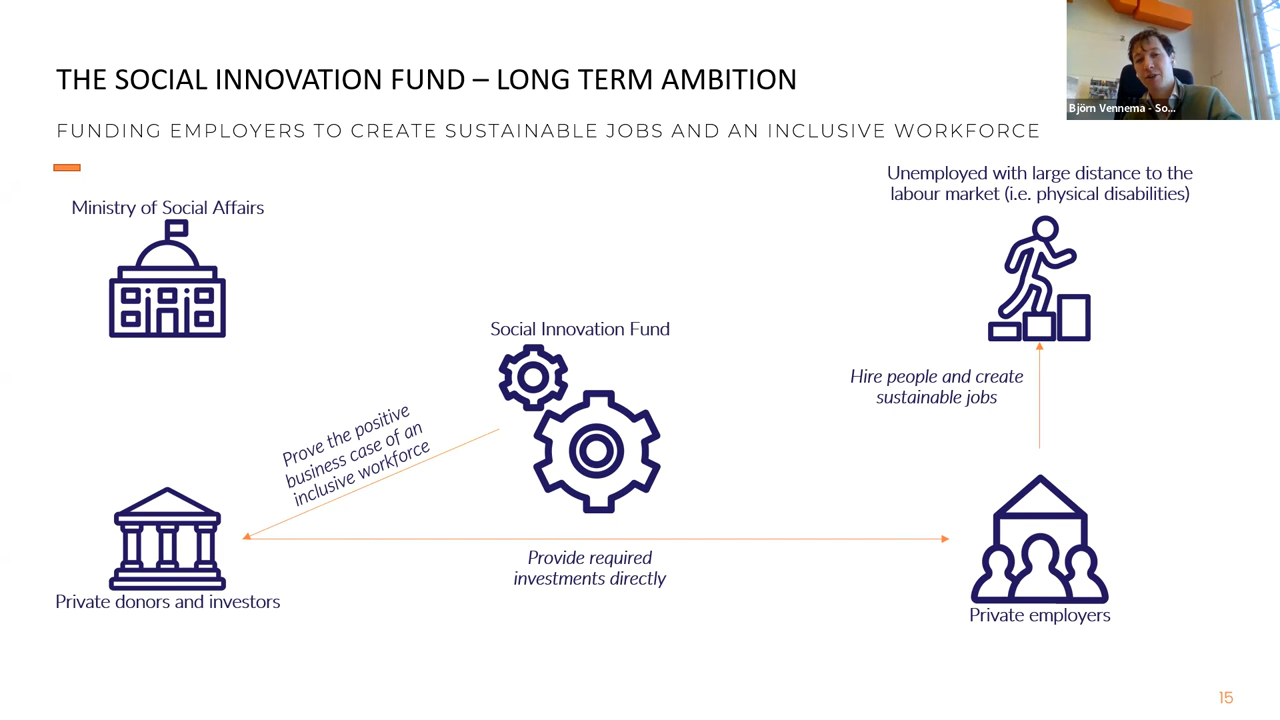 THE SOCIAL INNOVATION FUND – LONG TERM AMBITION
FUNDING EMPLOYERS TO CREATE SUSTAINABLE JOBS AND AN INCLUSIVE WORKFORCE
Björn Vennema - So...
Ministry of Social Affairs
Unemployed with large distance to the
labour market (i.e. physical disabilities)
Social Innovation Fund
Hire people and create
sustainable jobs
Prove the positive
business case of an
inclusive workforce
Provide required
investments directly
Private donors and investors
Private employers
15